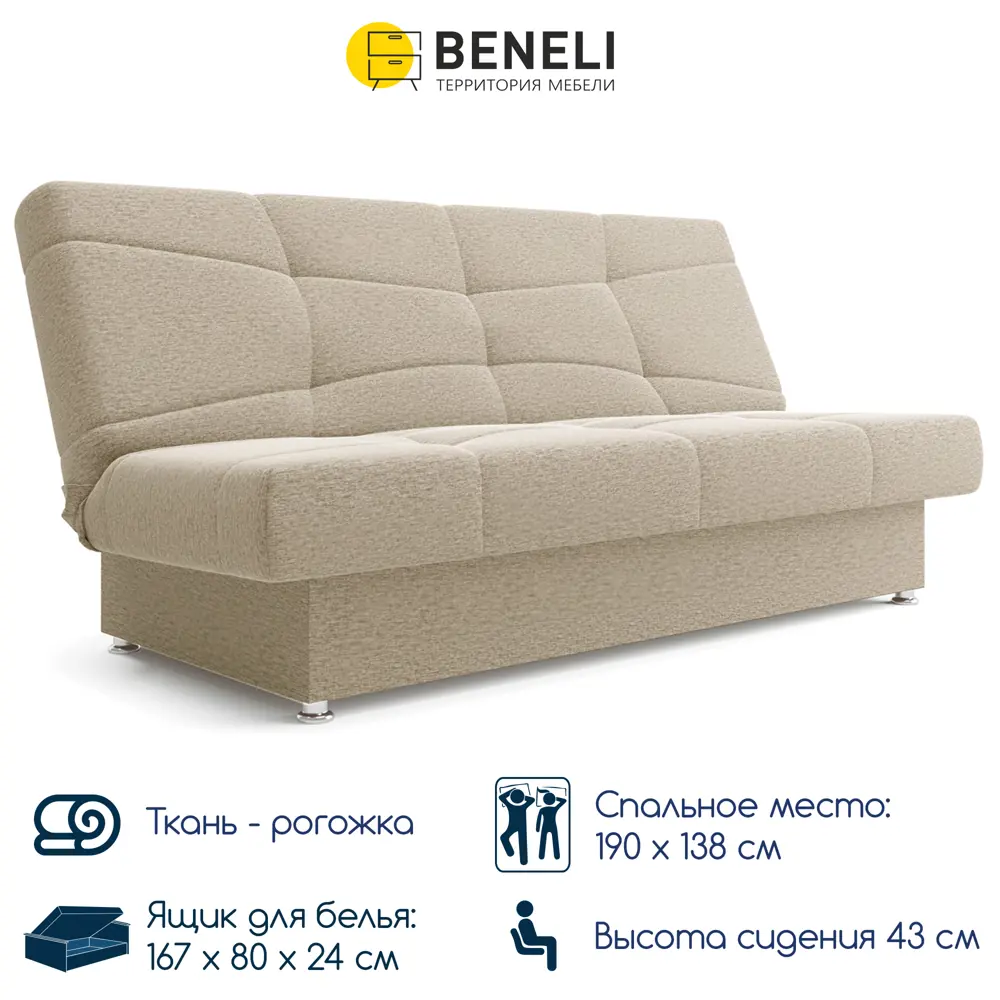 BENELI
ТЕРРИТОРИЯ МЕБЕЛИ
Ткань - рогожка
Спальное место:
190 х 138 см
Ящик для белья:
167 х 80 х 24 см
Высота сидения 43 см